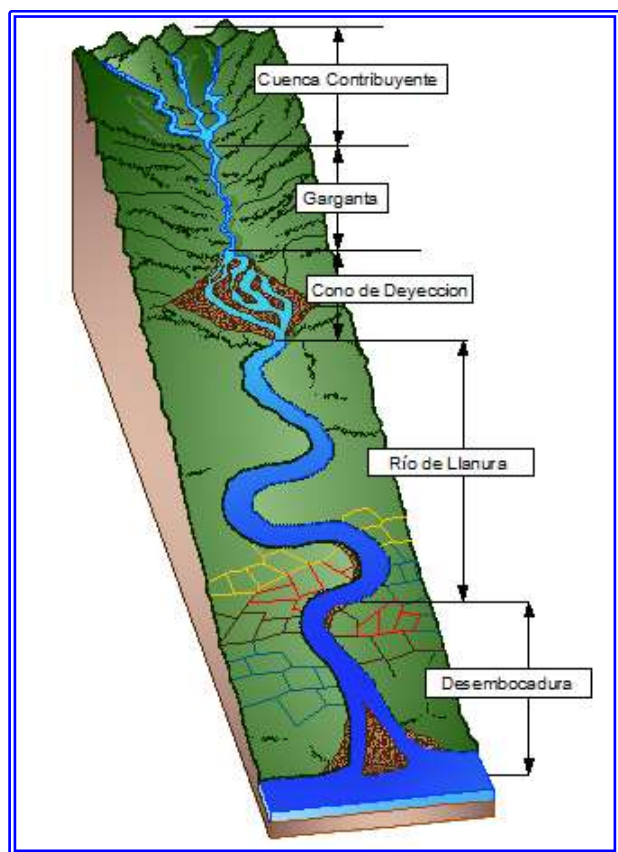 Cuenca Contribuyente
Garganta
Cono de Deyeccion
Río de Llanura
Desembocadura